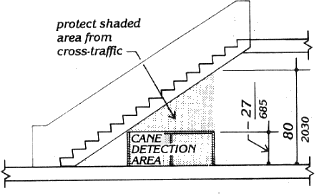 protect shaded
area from
cross-traffic
CANE
DETECTION
AREA
27
685
80
2030